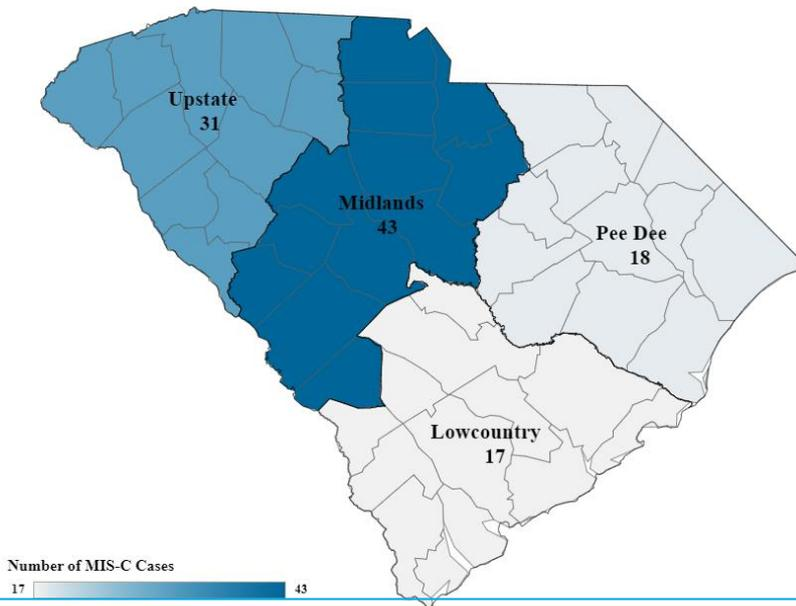 Upstate
31
Midlands
43
Pee Dee
18
Lowcountry
17
Number of MIS-C Cases
17 43